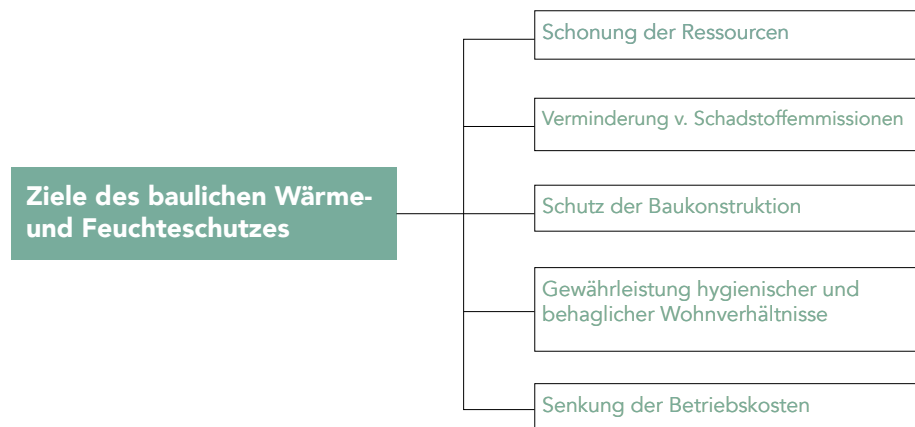 Schonung der Ressourcen
Verminderung v. Schadstoffemmissionen
Ziele des baulichen Wärme-
und Feuchteschutzes
Schutz der Baukonstruktion
Gewährleistung hygienischer und
behaglicher Wohnverhältnisse
Senkung der Betriebskosten